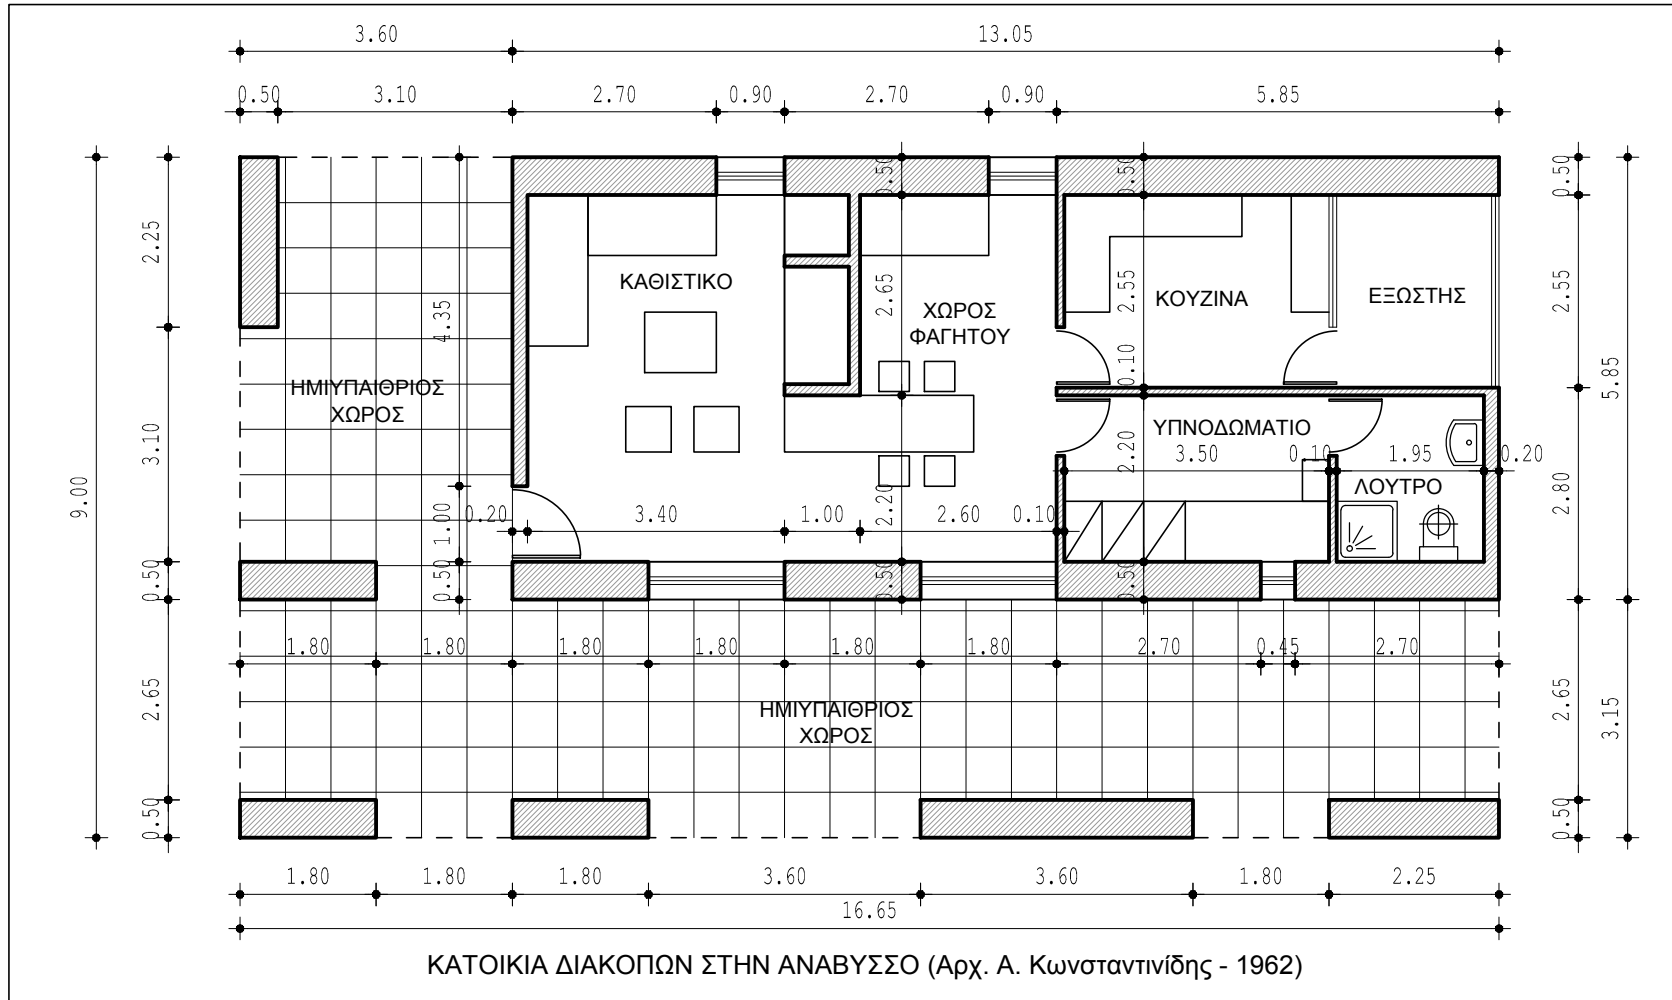 3.60 13.05
0.50 3.10 2.70 0.90 2.70 0.90 5.85
0.50 0.50 0.50
2.25 2.55
ΚΑΘΙΣΤΙΚΟ
2.65 2.55
ΚΟΥΖΙΝΑ ΕΞΩΣΤΗΣ
ΧΩΡΟΣ
ΦΑΓΗΤΟΥ
4.35
0.10 5.85
ΗΜΙΥΠΑΙΘΡΙΟΣ
ΧΩΡΟΣ
3.10
ΥΠΝΟΔΩΜΑΤΙΟ
2.20
3.50 0.10 1.95 0.20
9.00 2.80
ΛΟΥΤΡΟ
2.20
1.00
0.20 3.40 1.00 2.60 0.10
0.50 0.50 0.50 0.50
1.80 1.80 1.80 1.80 1.80 1.80 2.70 0.45 2.70
2.65 2.65 3.15
ΗΜΙΥΠΑΙΘΡΙΟΣ
ΧΩΡΟΣ
0.50 0.50
1.80 1.80 1.80 3.60 3.60 1.80 2.25
16.65
ΚΑΤΟΙΚΙΑ ΔΙΑΚΟΠΩΝ ΣΤΗΝ ΑΝΑΒΥΣΣΟ (Αρχ. Α. Κωνσταντινίδης - 1962)